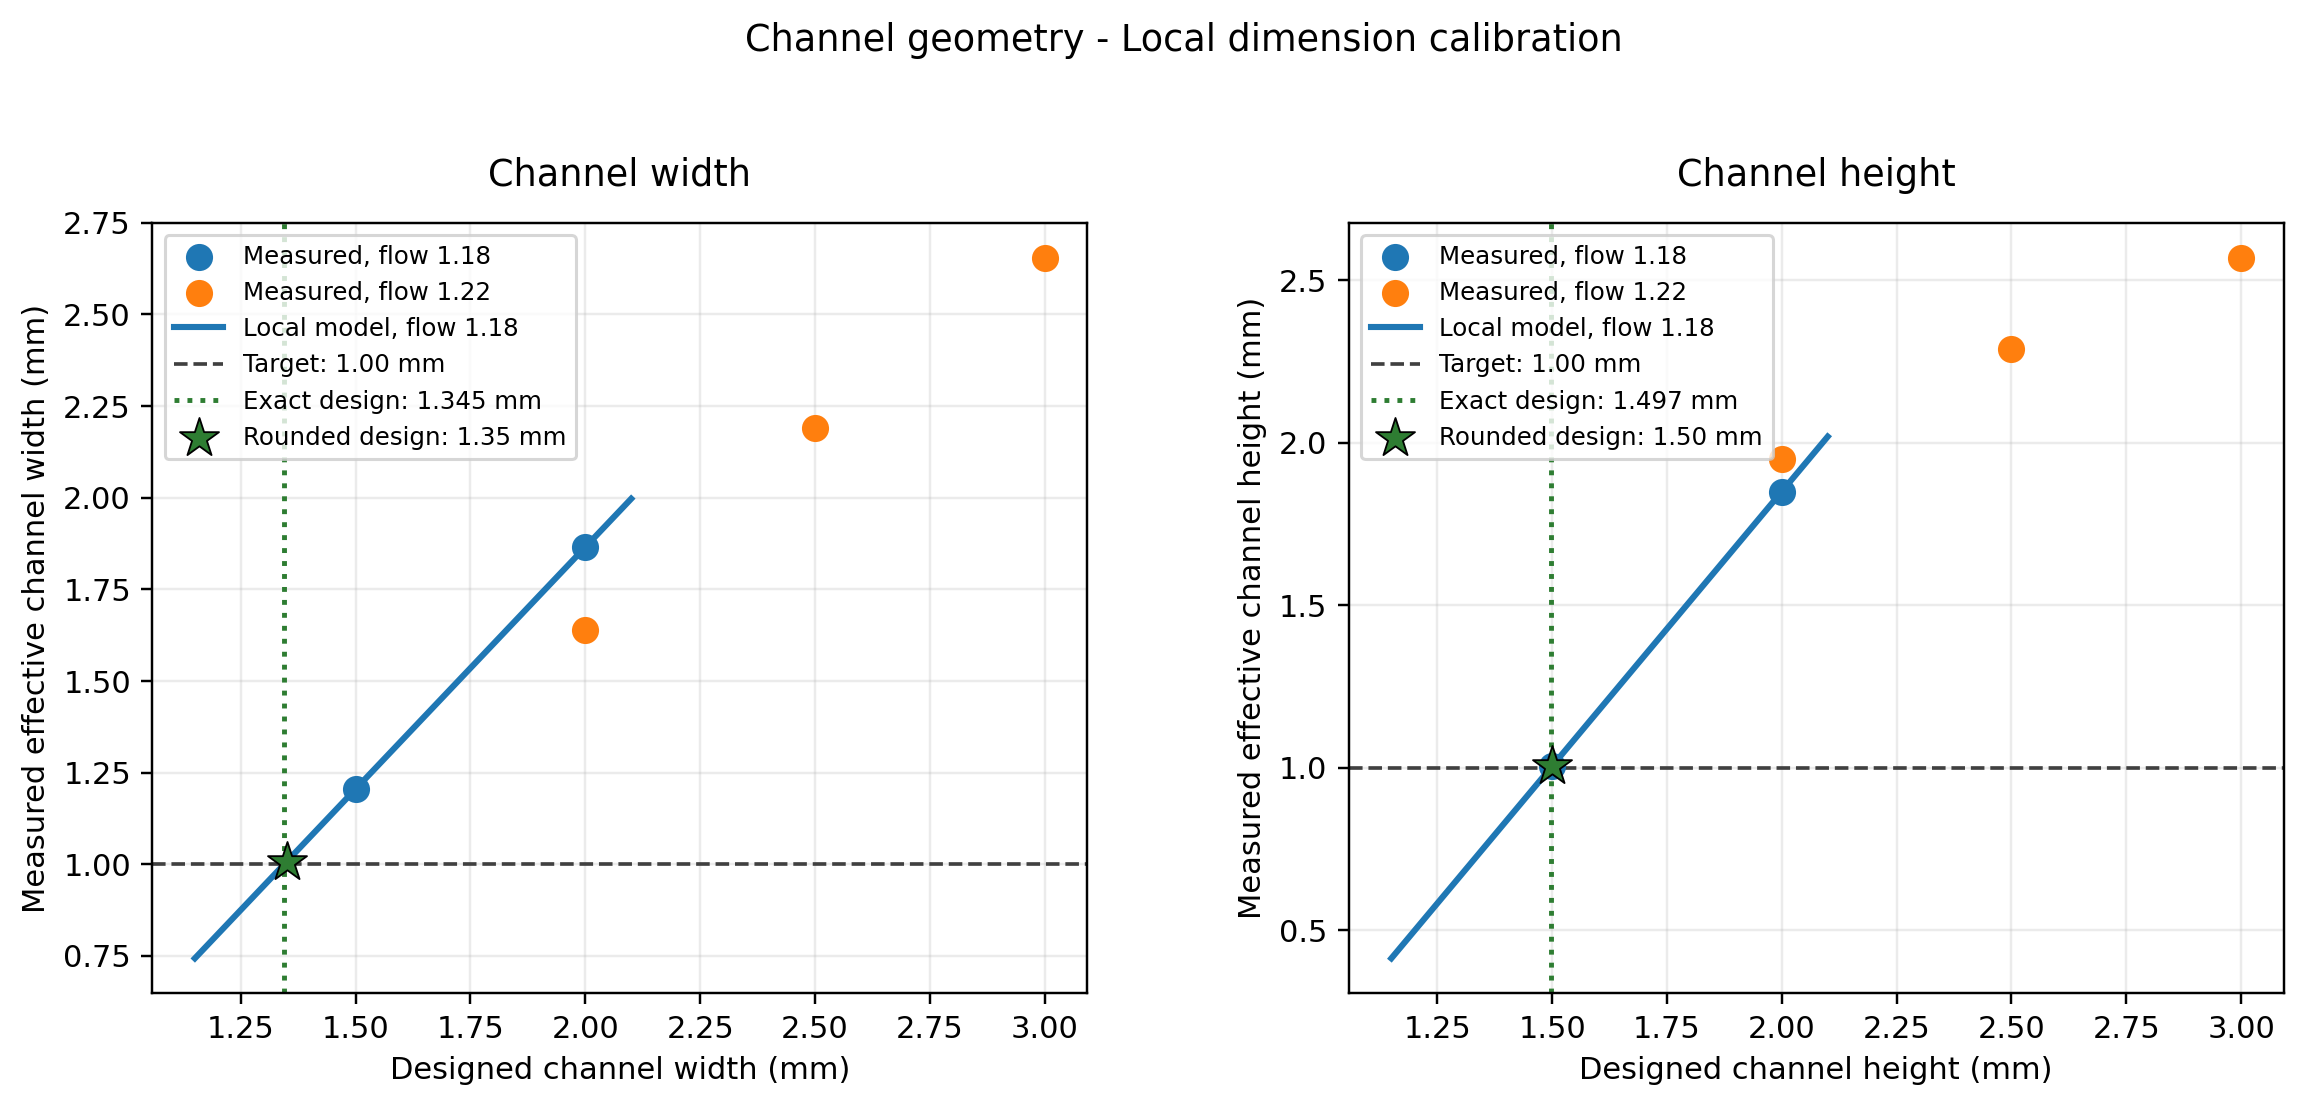 Channel geometry - Local dimension calibration
Channel width
Measured effective channel width (mm)
2.75
2.50
2.25
2.00
1.75
1.50
1.25
1.00
0.75
Measured, flow 1.18
Measured, flow 1.22
Local model, flow 1.18
Target: 1.00 mm
Exact design: 1.345 mm
Rounded design: 1.35 mm
1.25 1.50 1.75 2.00 2.25 2.50 2.75 3.00
Designed channel width (mm)
Channel height
Measured effective channel height (mm)
2.5
2.0
1.5
1.0
0.5
Measured, flow 1.18
Measured, flow 1.22
Local model, flow 1.18
Target: 1.00 mm
Exact design: 1.497 mm
Rounded design: 1.50 mm
1.25 1.50 1.75 2.00 2.25 2.50 2.75 3.00
Designed channel height (mm)